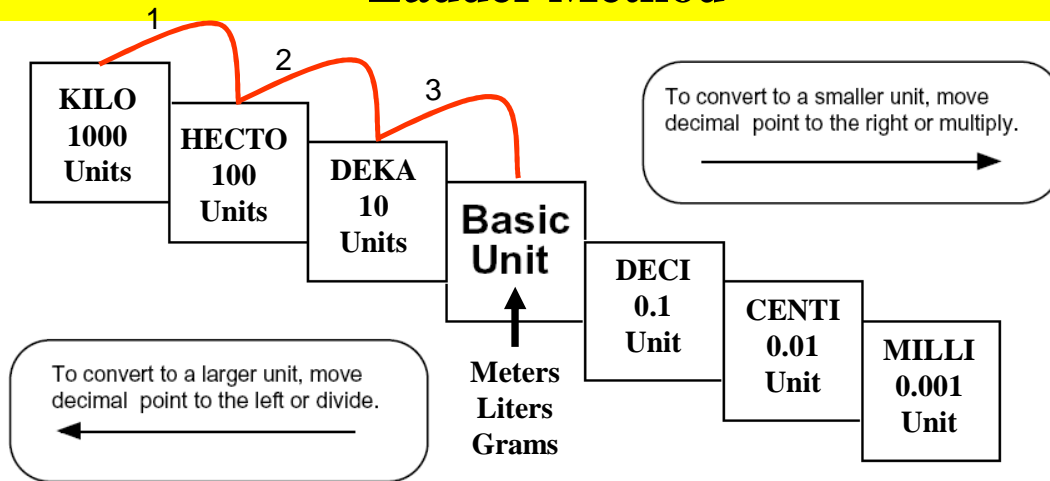 Ladder Method
1
2
3
KILO
1000
Units
HECTO
100
Units
DEKA
10
Units
Basic
Unit
DECI
0.1
Unit
CENTI
0.01
Unit
MILLI
0.001
Unit
To convert to a smaller unit, move
decimal point to the right or multiply.
To convert to a larger unit, move
decimal point to the left or divide.
Meters
Liters
Grams